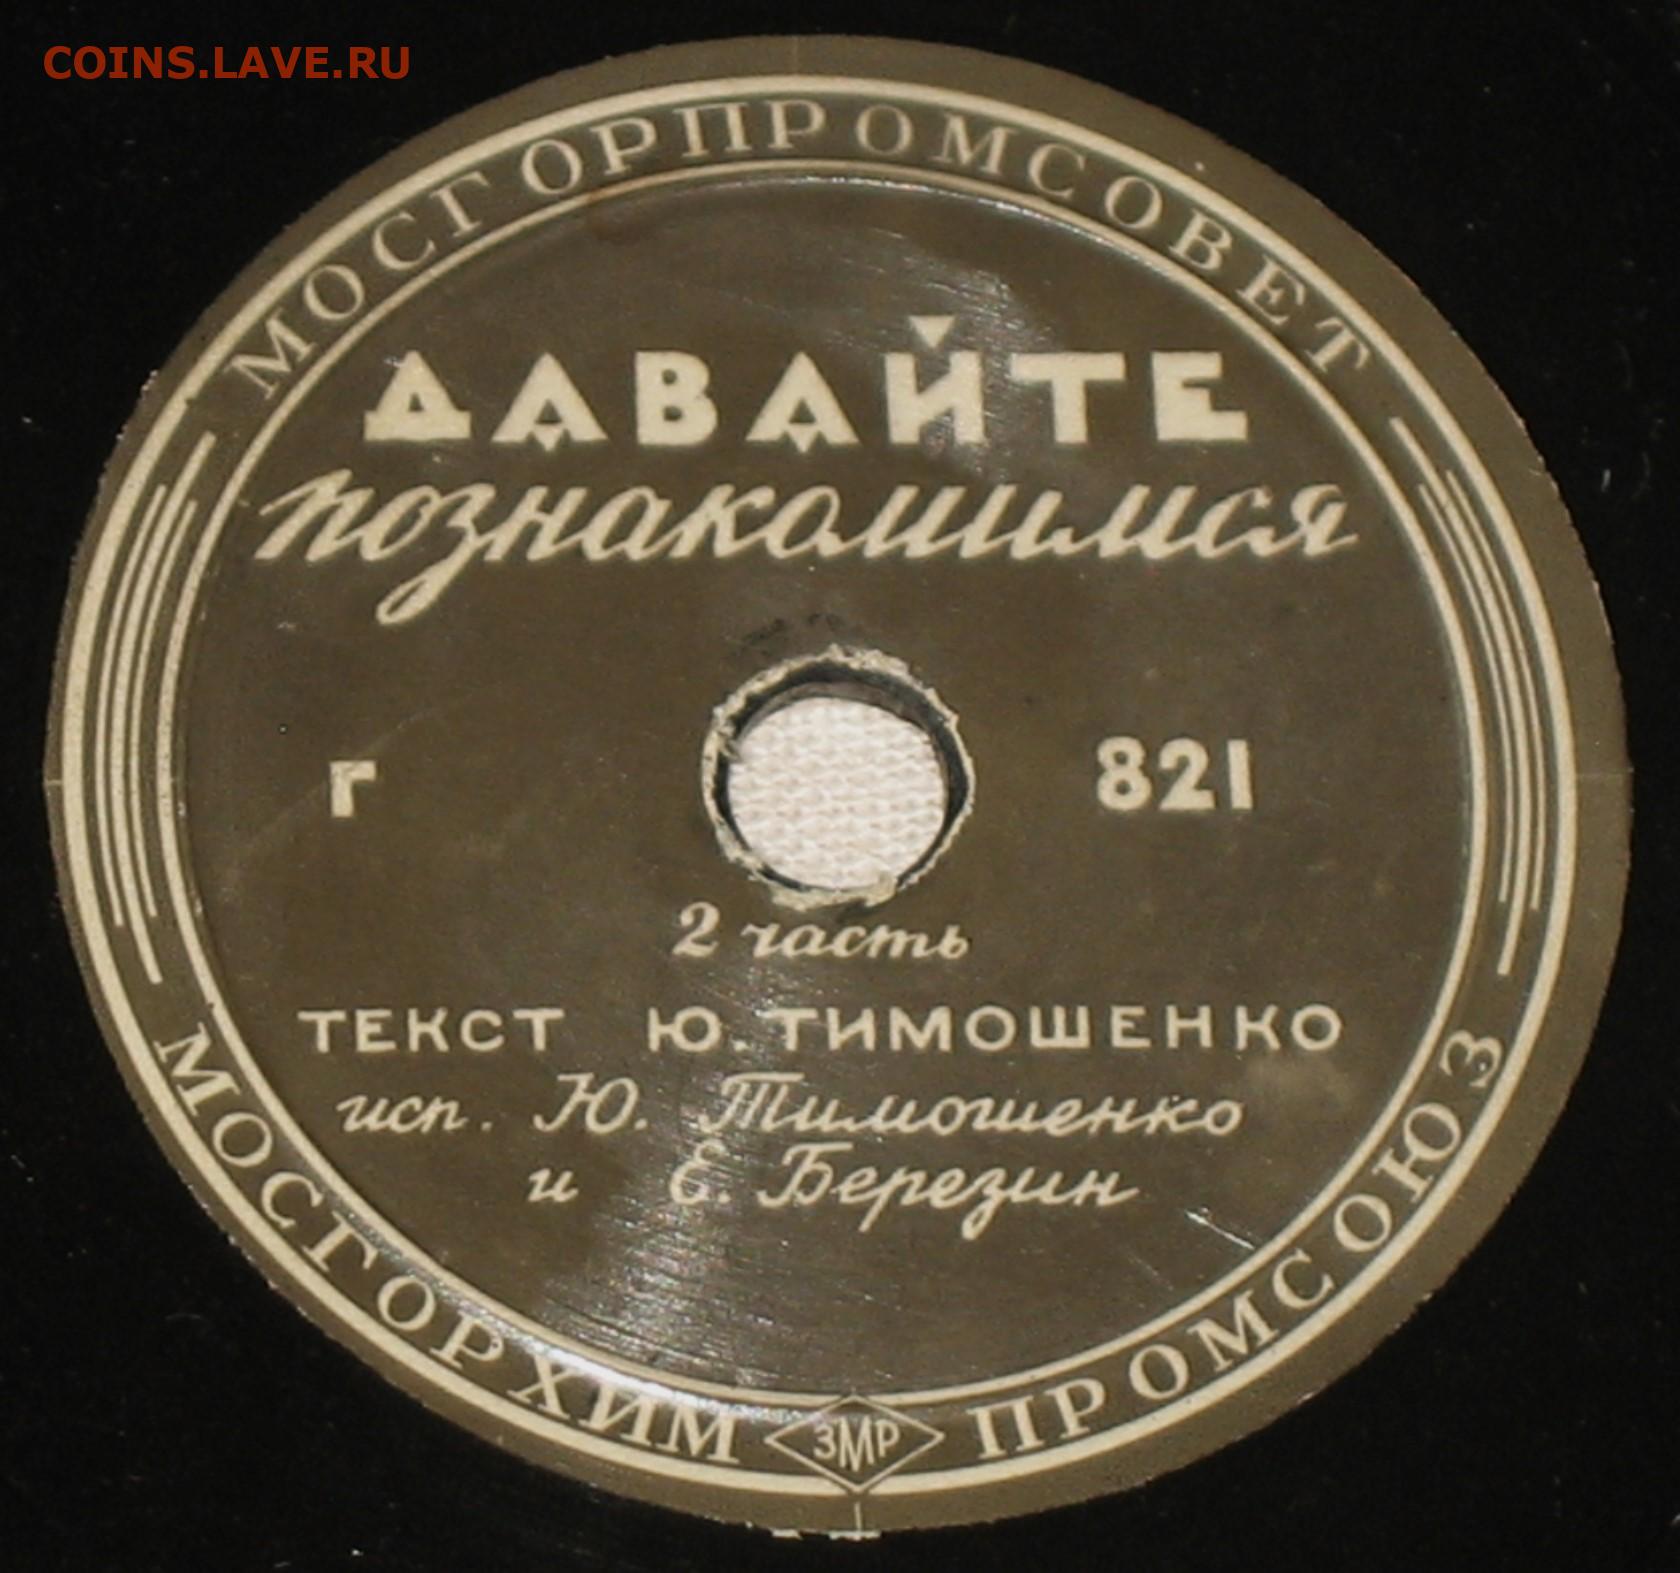 COINS.LAVE.RU
МОСГОРПРОМСОВЕТ
ДАВАЙТЕ
познакомимся
Г 821
2 часть
ТЕКСТ Ю. ТИМОШЕНКО
исп. Ю. Тимошенко
и Е. Березин
МОСГОРХИМ ПРОМСОЮЗ
ЗМР